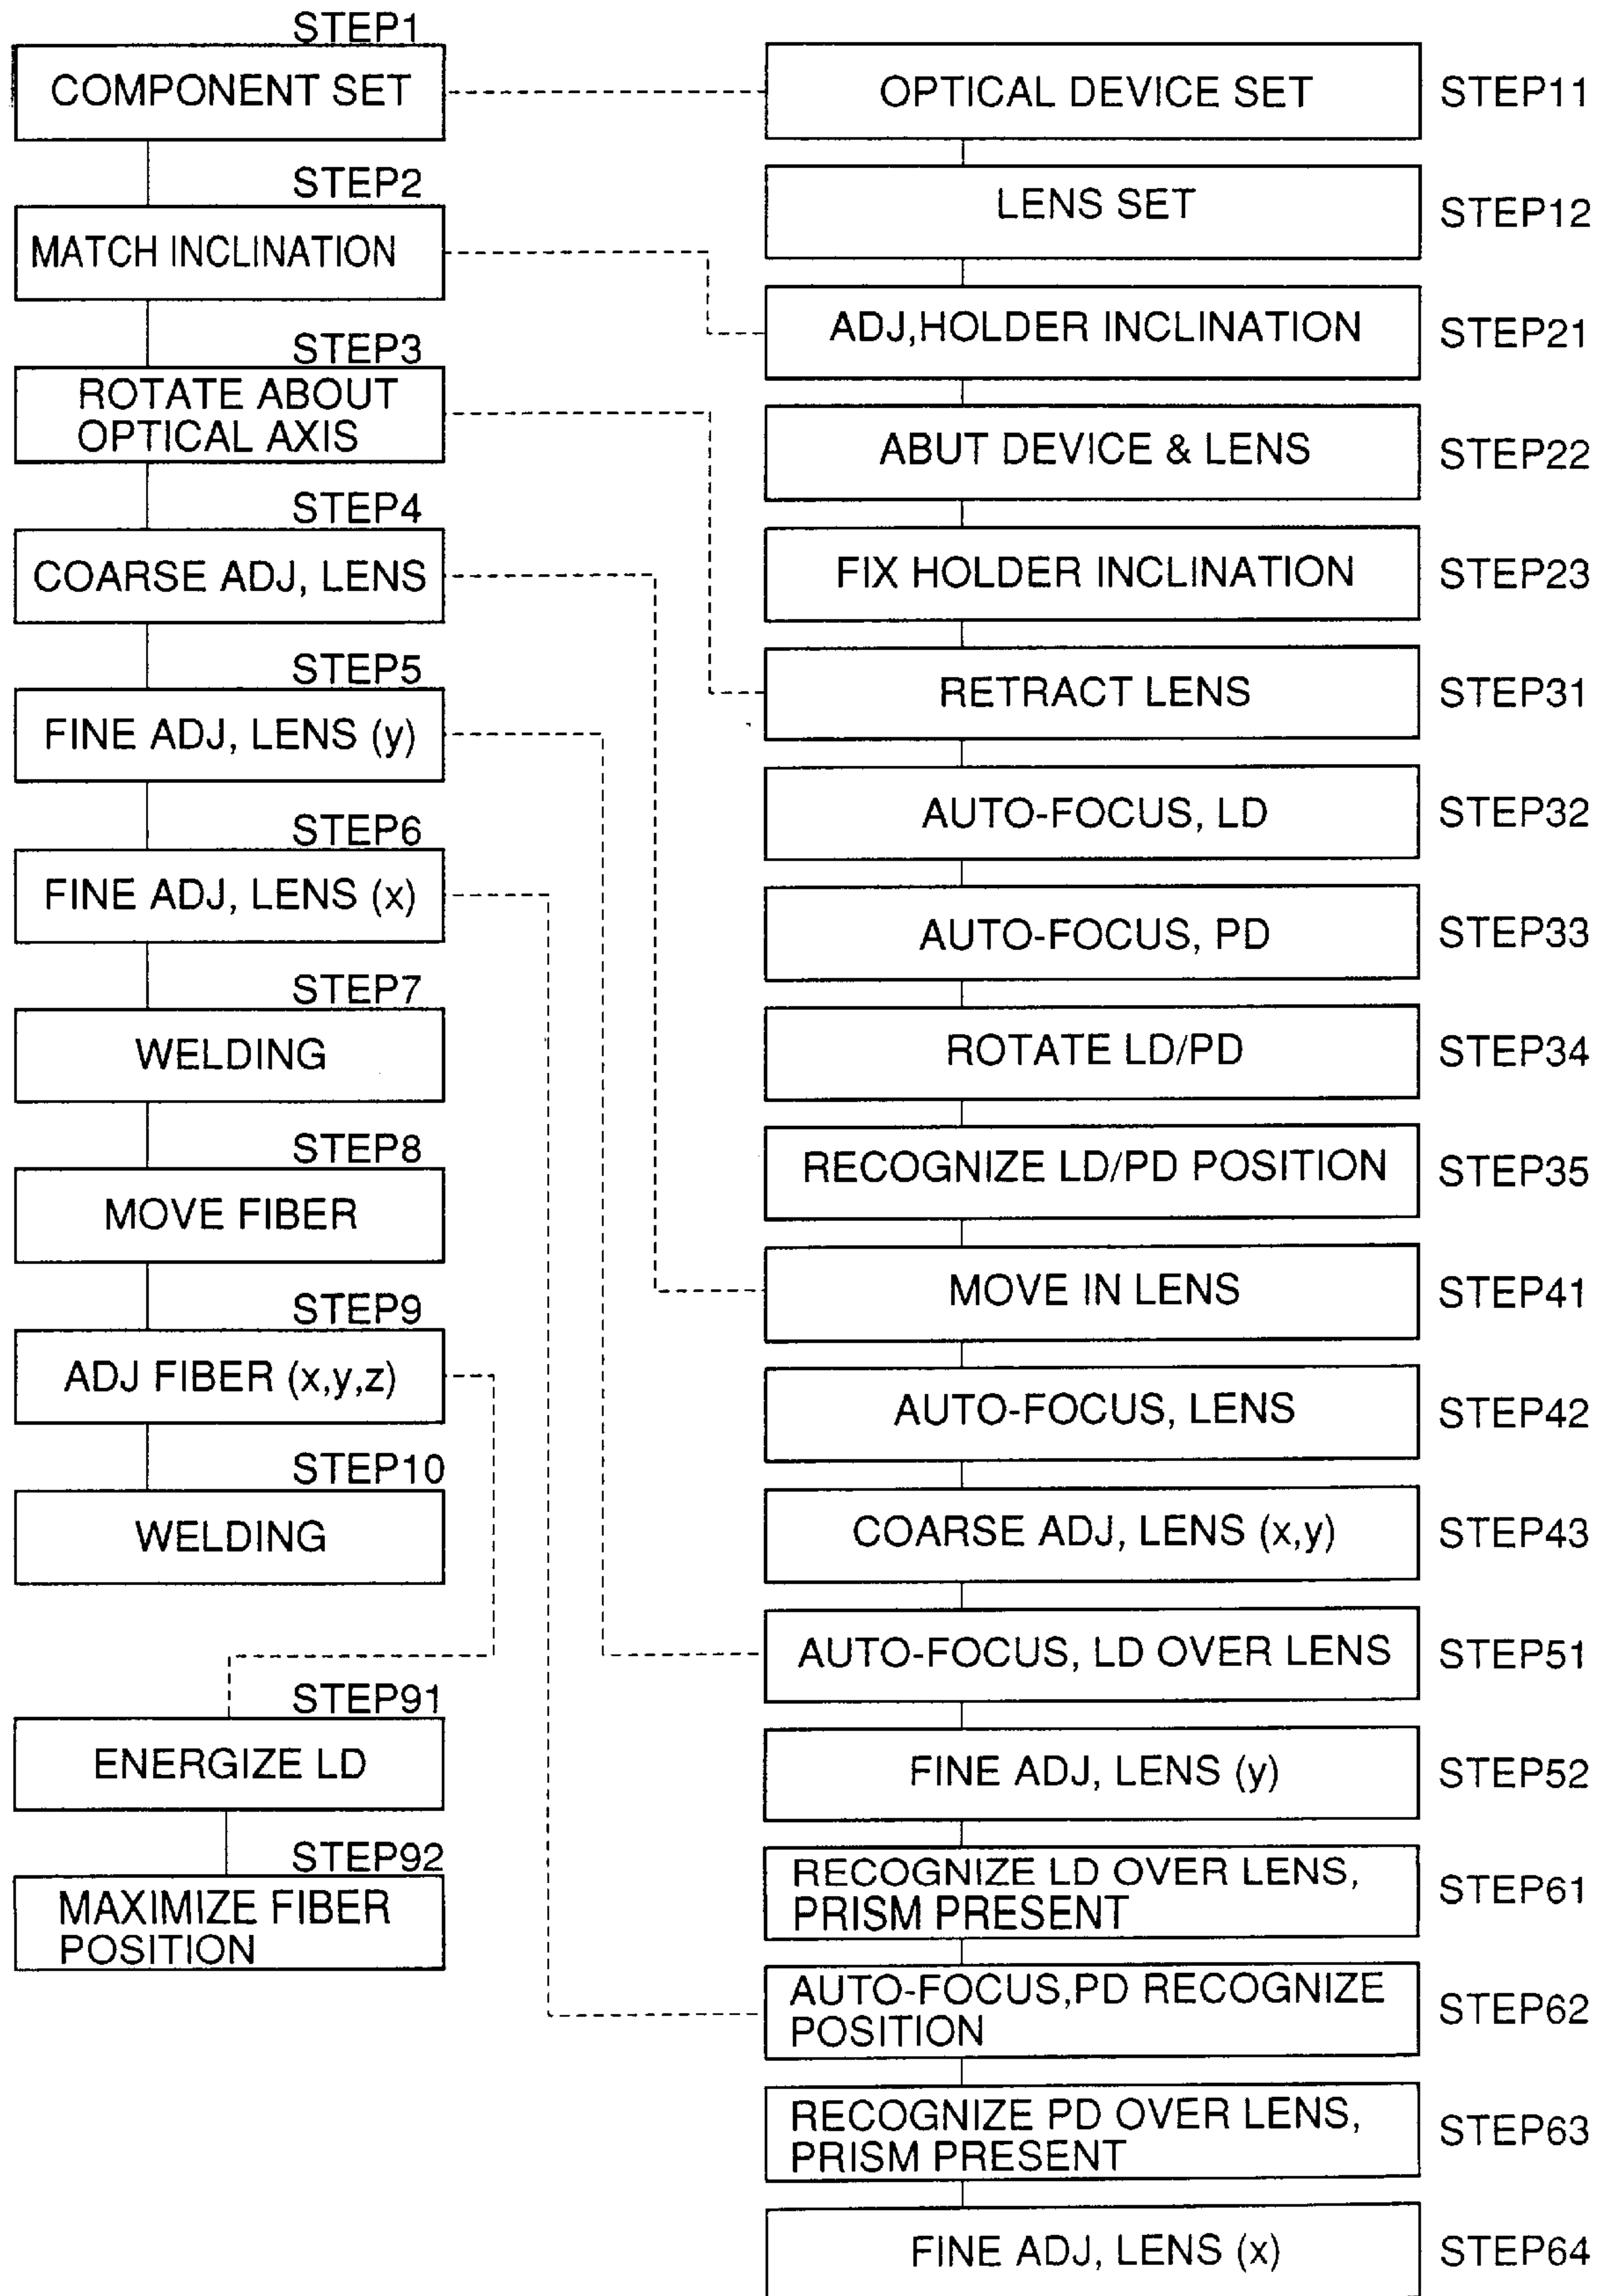 STEP1
COMPONENT SET
STEP2
MATCH INCLINATION
STEP3
ROTATE ABOUT
OPTICAL AXIS
STEP4
COARSE ADJ, LENS
STEP5
FINE ADJ, LENS (y)
STEP6
FINE ADJ, LENS (x)
STEP7
WELDING
STEP8
MOVE FIBER
STEP9
ADJ FIBER (x,y,z)
STEP10
WELDING
STEP91
ENERGIZE LD
STEP92
MAXIMIZE FIBER
POSITION
OPTICAL DEVICE SET STEP11
LENS SET STEP12
ADJ,HOLDER INCLINATION STEP21
ABUT DEVICE & LENS STEP22
FIX HOLDER INCLINATION STEP23
RETRACT LENS STEP31
AUTO-FOCUS, LD STEP32
AUTO-FOCUS, PD STEP33
ROTATE LD/PD STEP34
RECOGNIZE LD/PD POSITION STEP35
MOVE IN LENS STEP41
AUTO-FOCUS, LENS STEP42
COARSE ADJ, LENS (x,y) STEP43
AUTO-FOCUS, LD OVER LENS STEP51
FINE ADJ, LENS (y) STEP52
RECOGNIZE LD OVER LENS,
PRISM PRESENT STEP61
AUTO-FOCUS,PD RECOGNIZE
POSITION STEP62
RECOGNIZE PD OVER LENS,
PRISM PRESENT STEP63
FINE ADJ, LENS (x) STEP64